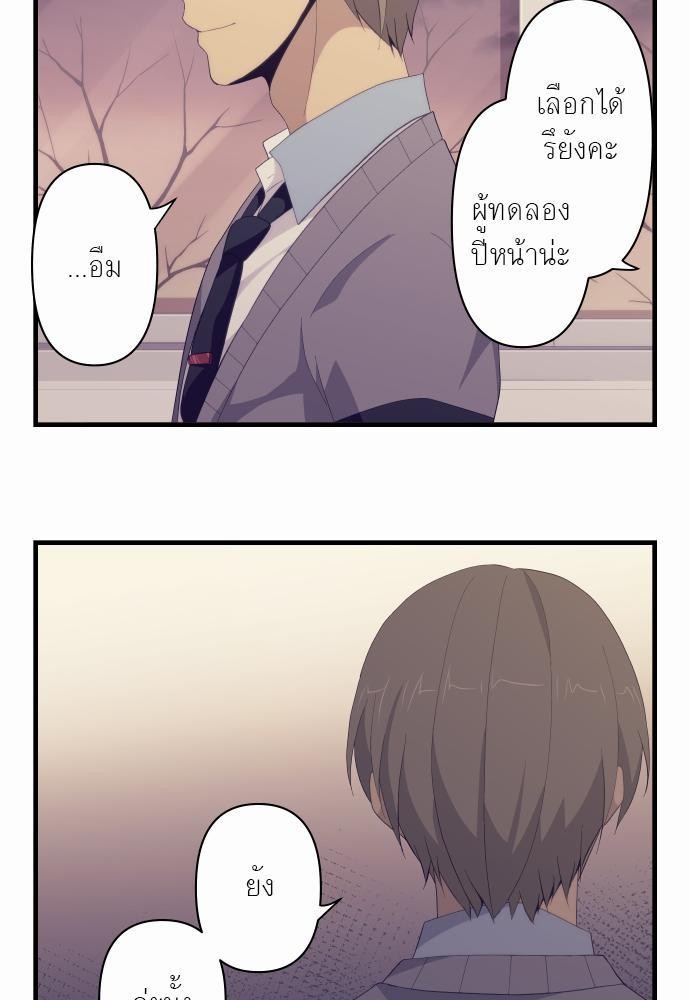 เลือกได้
รึยังคะ
ผู้ทดลอง
ปีหน้าน่ะ
...อืม
ยัง